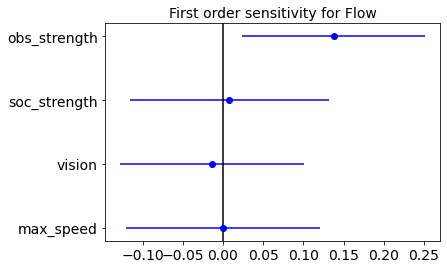 First order sensitivity for Flow
obs_strength
soc_strength
vision
max_speed
−0.10 −0.05 0.00 0.05 0.10 0.15 0.20 0.25